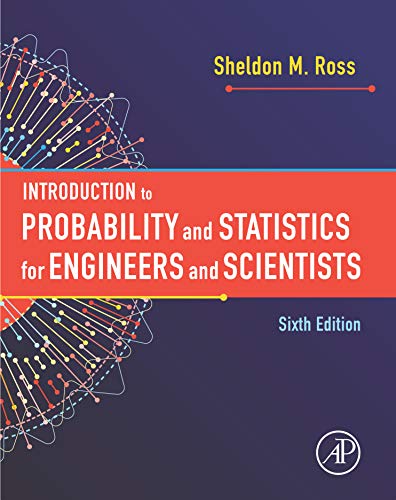 Sheldon M. Ross
INTRODUCTION to
PROBABILITY and STATISTICS
for ENGINEERS and SCIENTISTS
Sixth Edition
AP